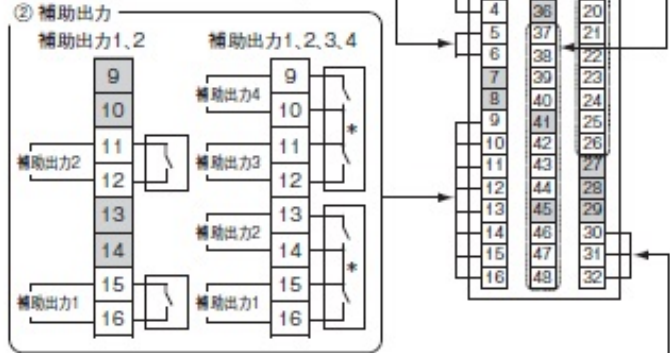 ② 補助出力
補助出力1、2
補助出力1、2、3、4
9
10
11
12
13
14
15
16
補助出力2
補助出力1
9
10
11
12
13
14
15
16
補助出力4
補助出力3
補助出力2
補助出力1
*
*
4 36 20
5 37 21
6 38 22
7 39 23
8 40 24
9 41 25
10 42 26
11 43 27
12 44 28
13 45 29
14 46 30
15 47 31
16 48 32